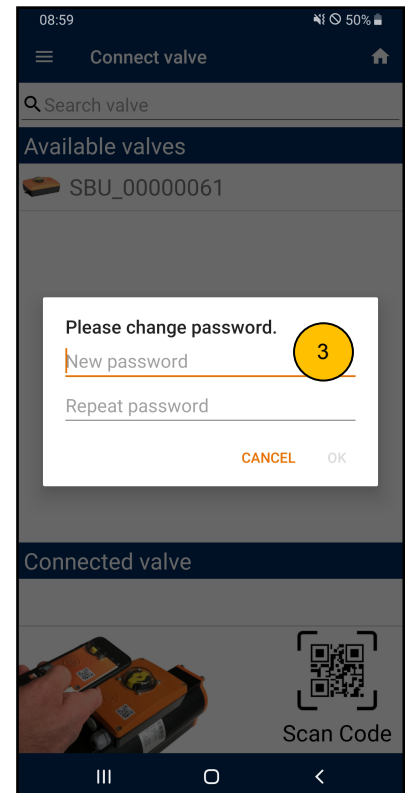 08:59
50%
Connect valve
Search valve
Available valves
SBU_00000061
Please change password.
3
New password
Repeat password
CANCEL OK
Connected valve
Scan Code